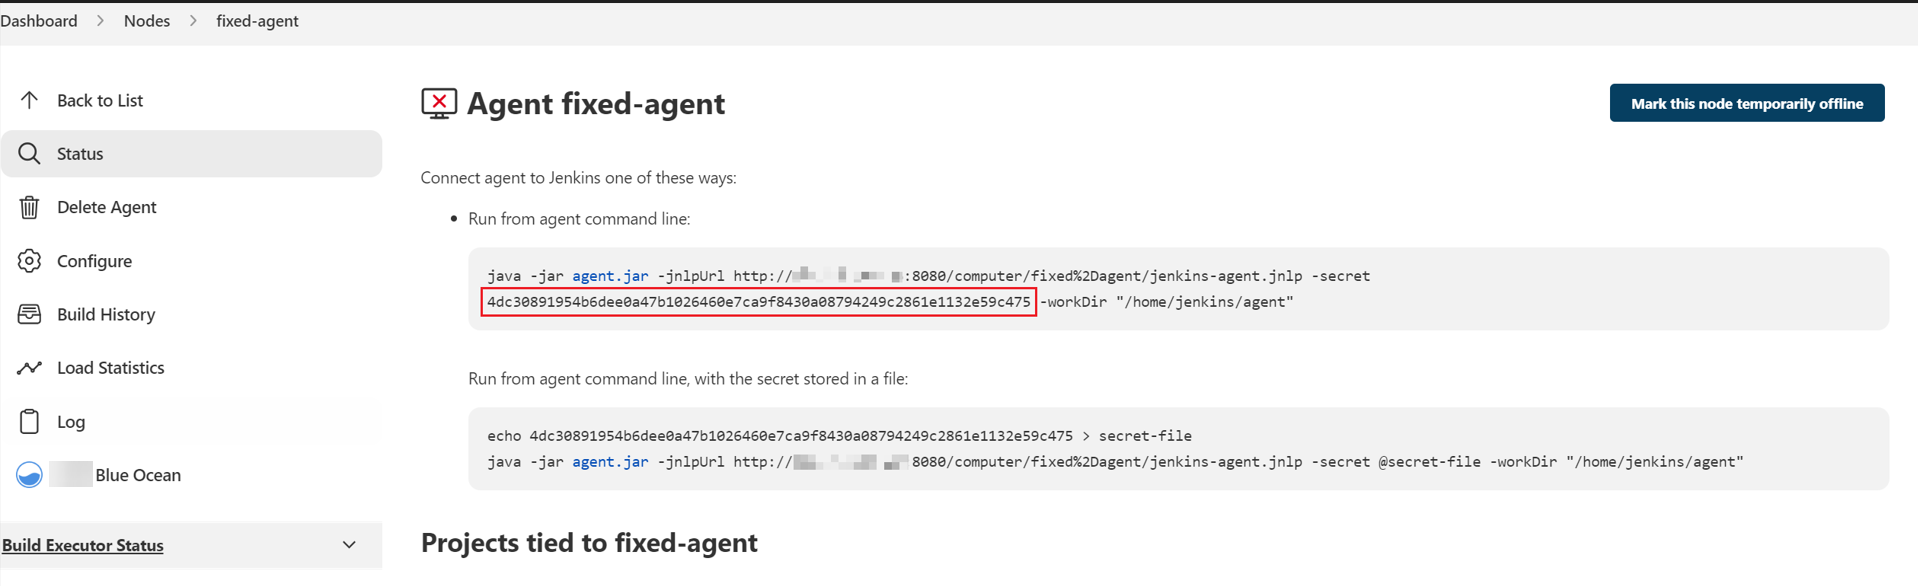 Dashboard > Nodes > fixed-agent
Back to List
Status
Delete Agent
Configure
Build History
Load Statistics
Log
Blue Ocean
Build Executor Status
Agent fixed-agent
Mark this node temporarily offline
Connect agent to Jenkins one of these ways:
• Run from agent command line:
java -jar agent.jar -jnlpUrl http:// :8080/computer/fixed%2Dagent/jenkins-agent.jnlp -secret
4dc30891954b6dee0a47b1026460e7ca9f8430a08794249c2861e1132e59c475 -workDir "/home/jenkins/agent"
Run from agent command line, with the secret stored in a file:
echo 4dc30891954b6dee0a47b1026460e7ca9f8430a08794249c2861e1132e59c475 > secret-file
java -jar agent.jar -jnlpUrl http:// 8080/computer/fixed%2Dagent/jenkins-agent.jnlp -secret @secret-file -workDir "/home/jenkins/agent"
Projects tied to fixed-agent